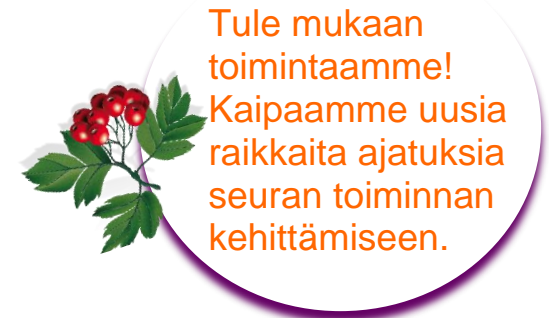 Tule mukaan
toimintaamme!
Kaipaamme uusia
raikkaita ajatuksia
seuran toiminnan
kehittämiseen.